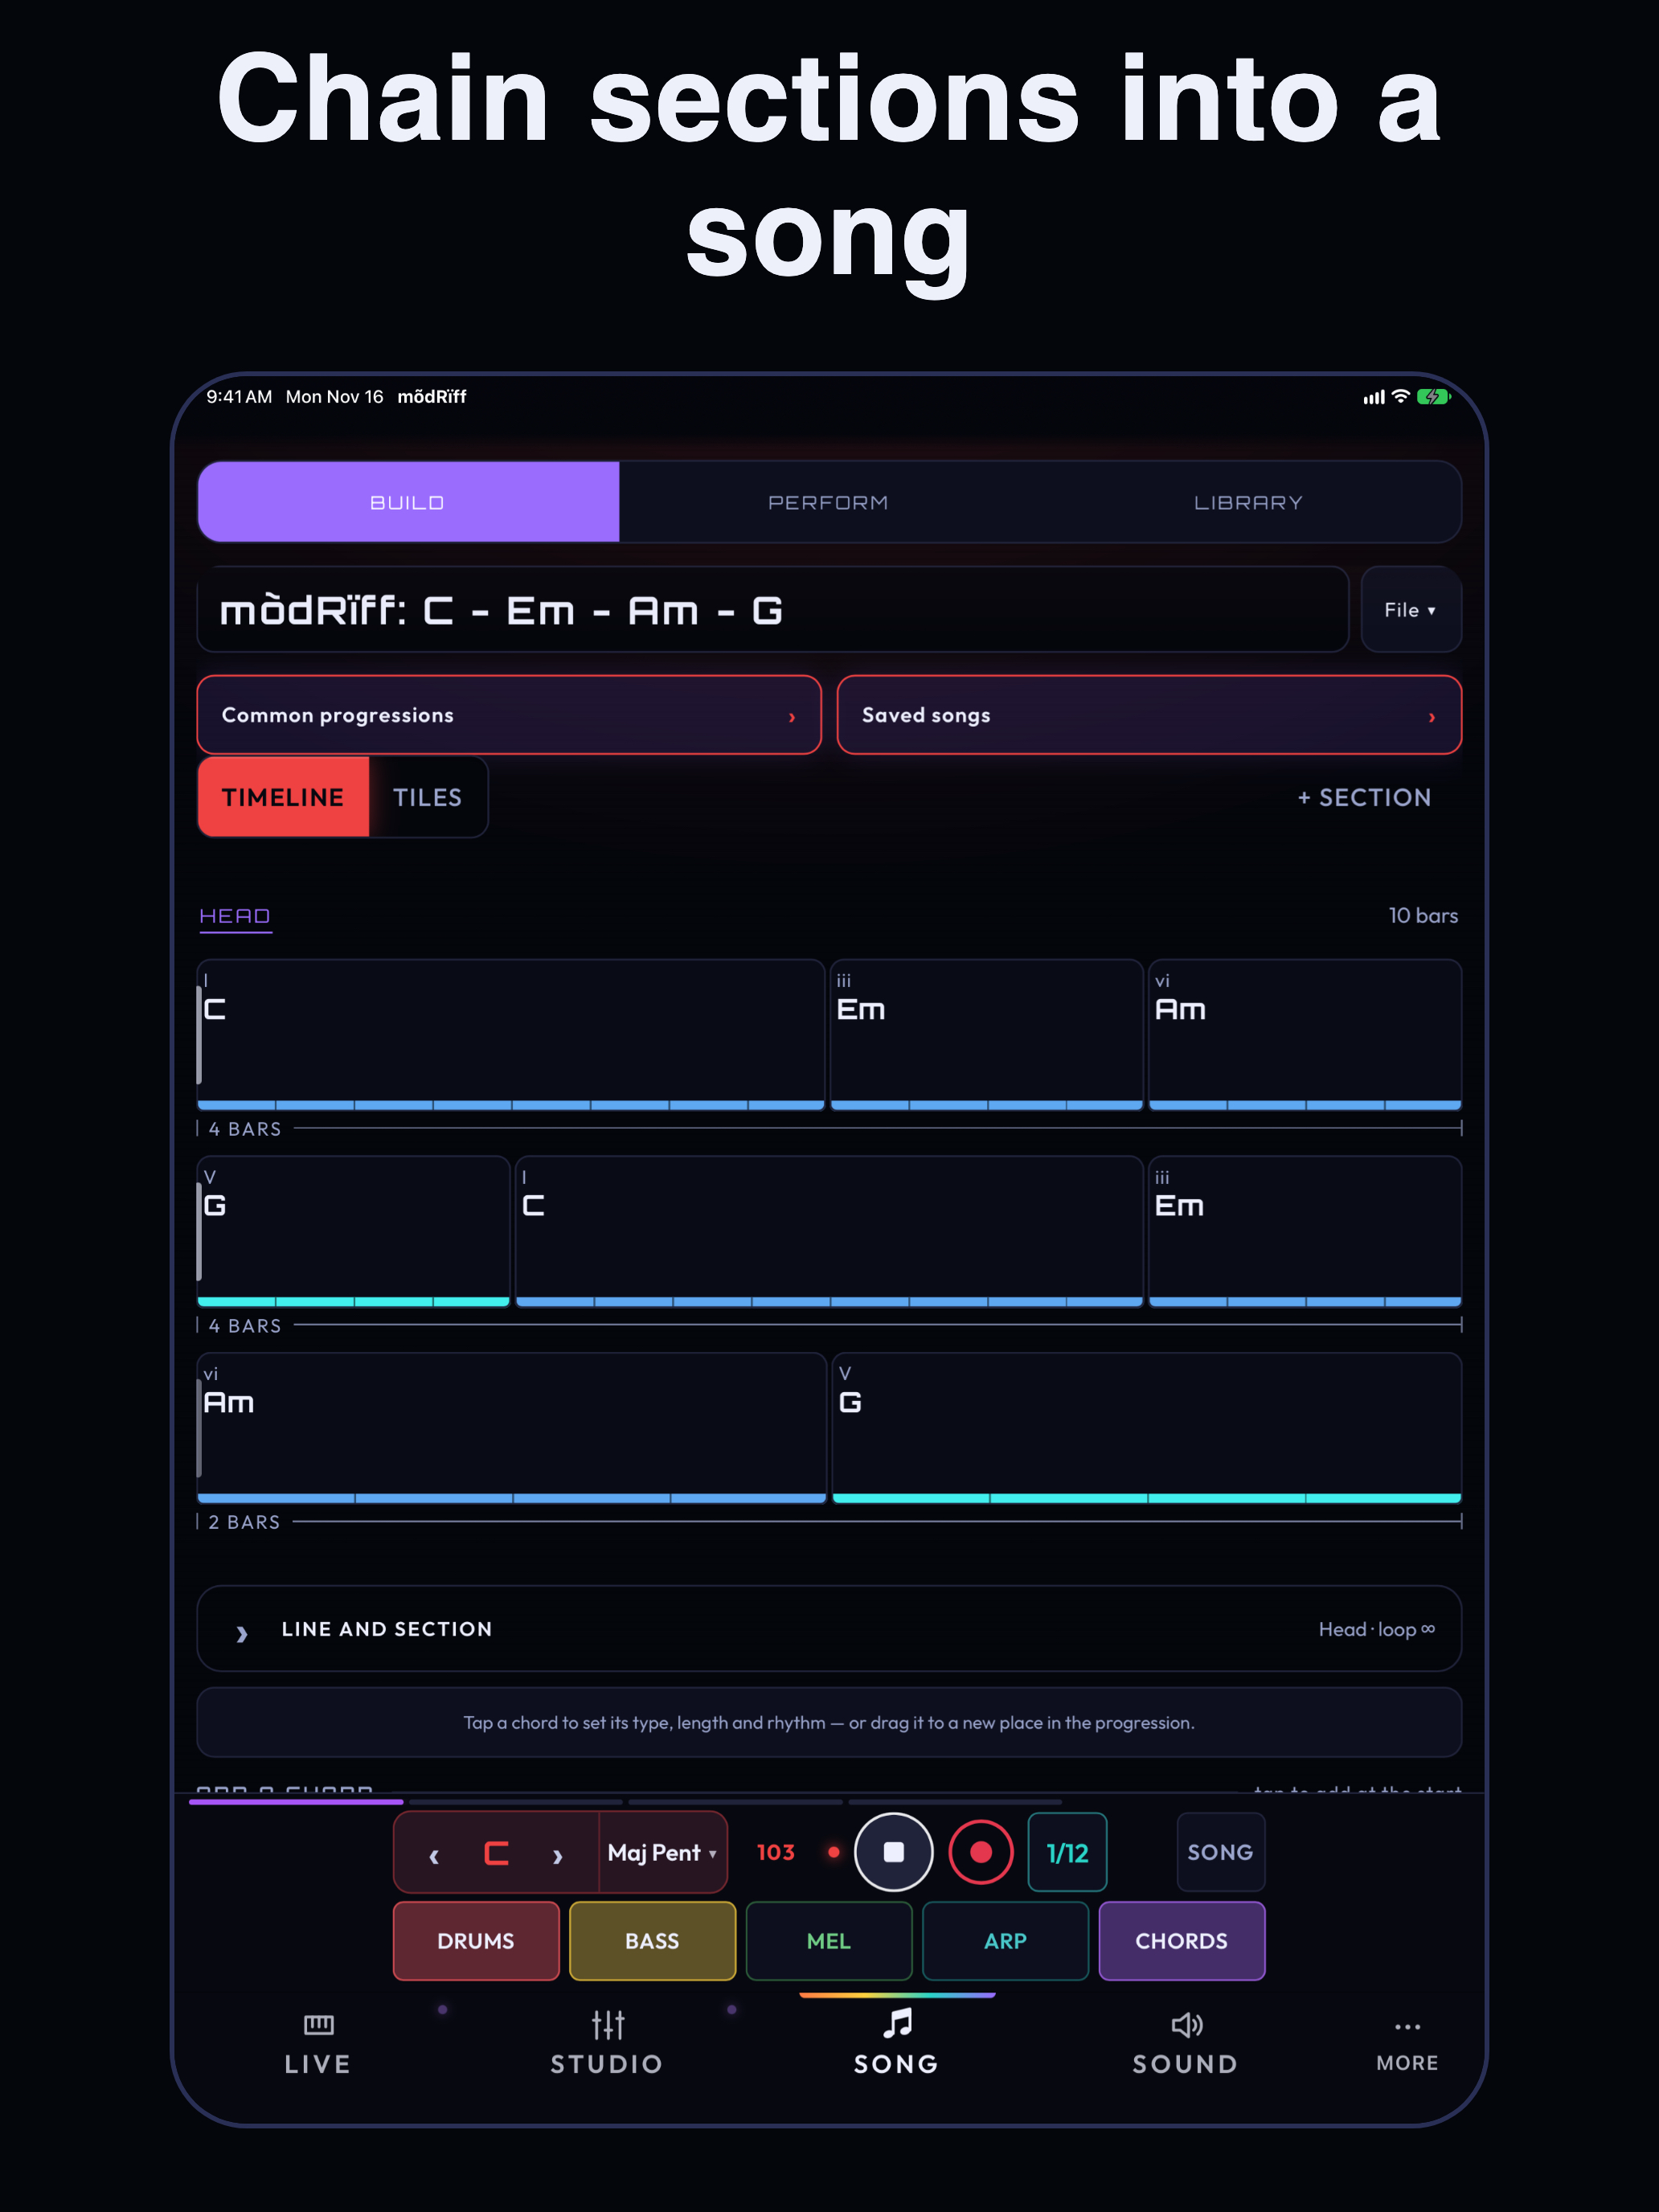 Chain sections into a
song
9:41 AM Mon Nov 16 mõdRïff
BUILD PERFORM LIBRARY
mòdRïff: C - Em - Am - G File ▾
Common progressions › Saved songs ›
TIMELINE TILES + SECTION
HEAD 10 bars
I iii vi
C Em Am
4 BARS
V I iii
G C Em
4 BARS
vi V
Am G
2 BARS
› LINE AND SECTION Head · loop ∞
Tap a chord to set its type, length and rhythm — or drag it to a new place in the progression.
‹ C › Maj Pent ▾ 103 1/12 SONG
DRUMS BASS MEL ARP CHORDS
LIVE STUDIO SONG SOUND MORE